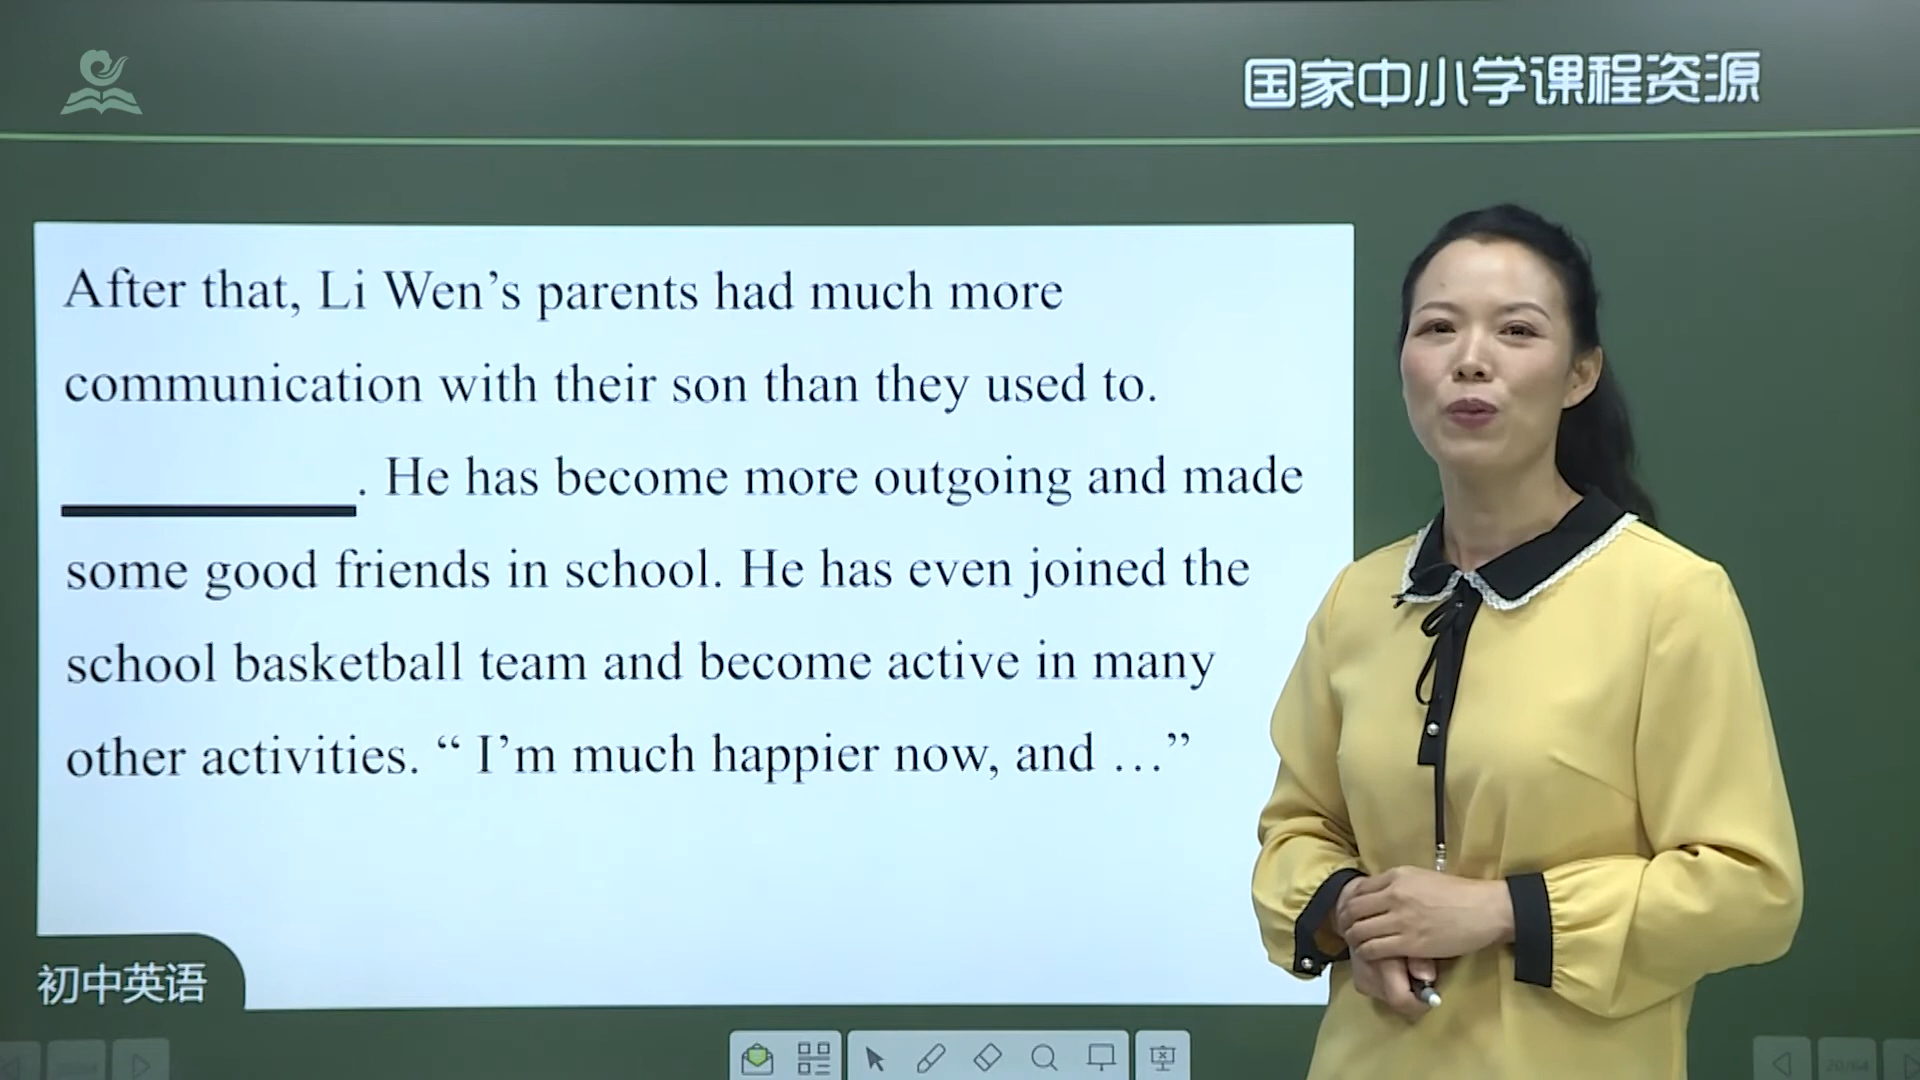 国家中小学课程资源
After that, Li Wen’s parents had much more
communication with their son than they used to.
. He has become more outgoing and made
some good friends in school. He has even joined the
school basketball team and become active in many
other activities. “ I’m much happier now, and …”
初中英语